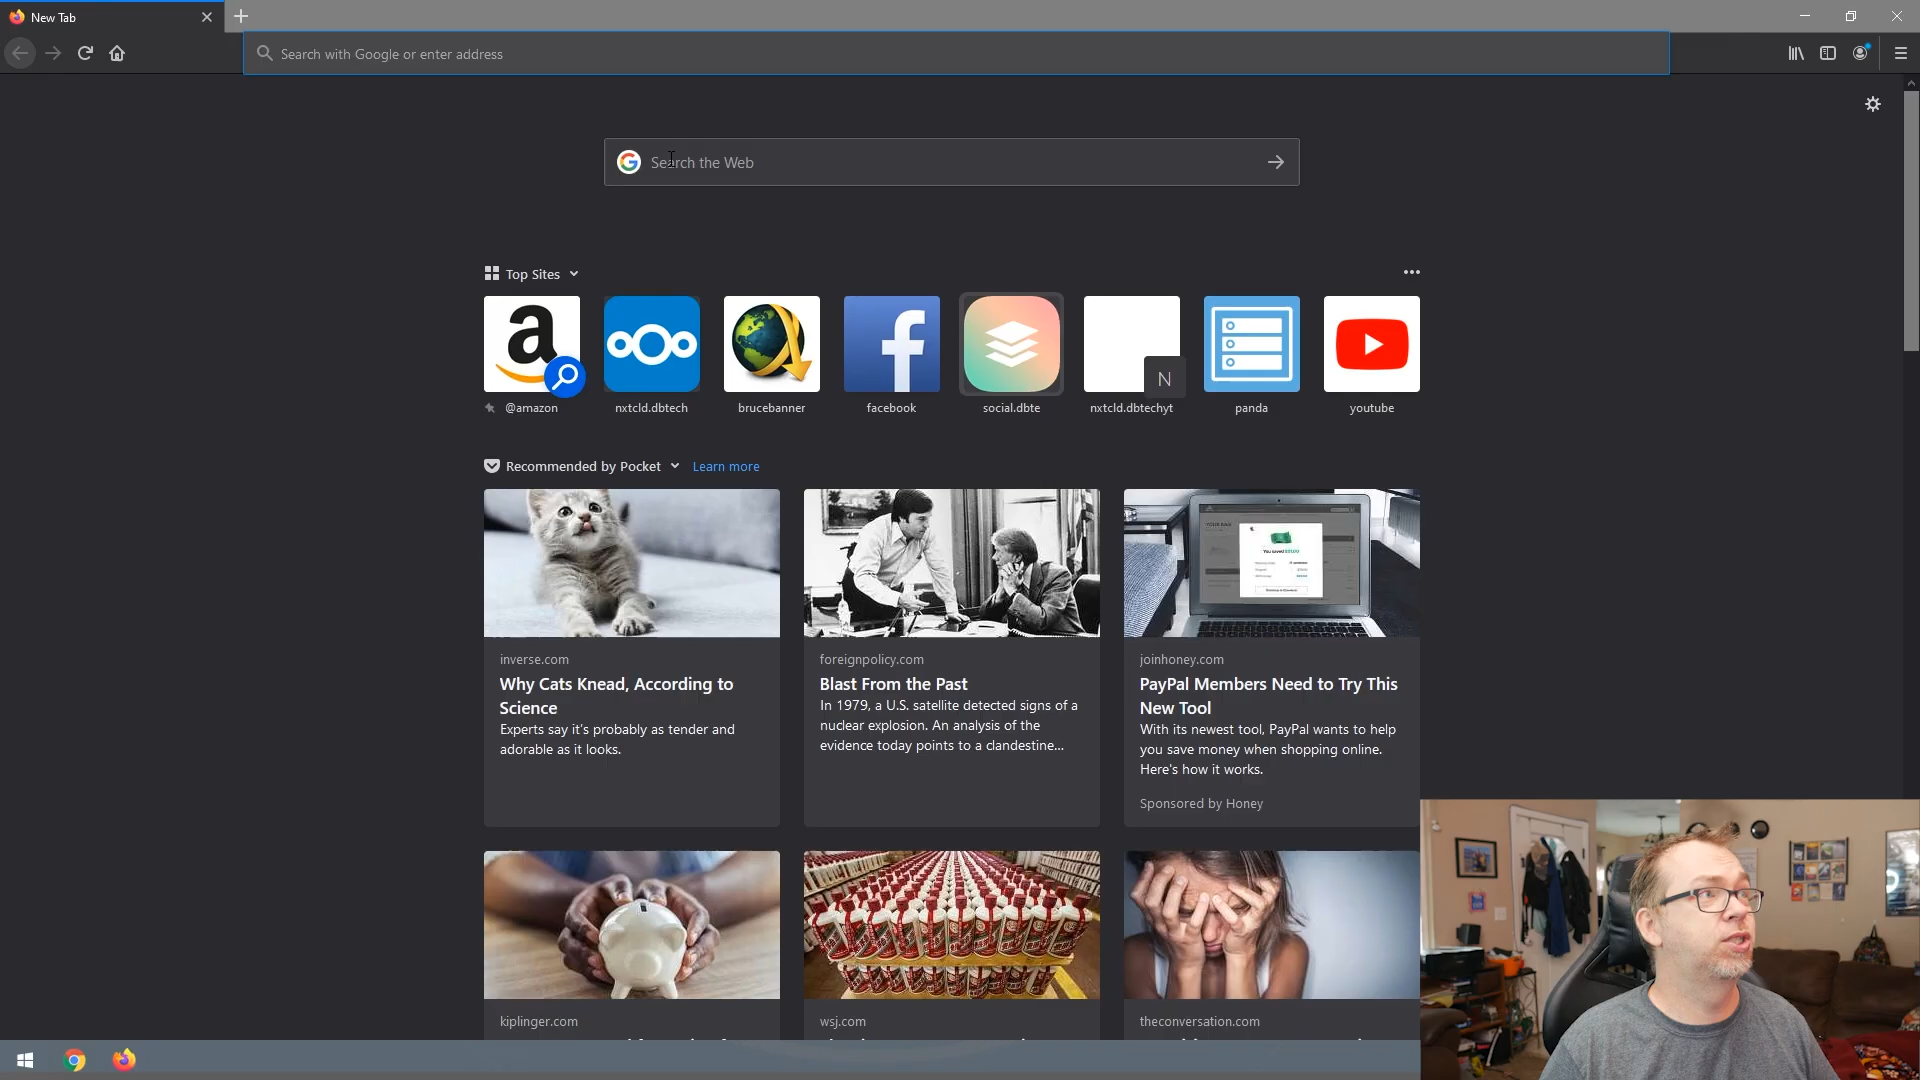 New Tab
Search with Google or enter address
Search the Web
Top Sites
@amazon
nxtcld.dbtech
brucebanner
facebook
social.dbte
N
nxtcld.dbtechyt
panda
youtube
Recommended by Pocket
Learn more
inverse.com
Why Cats Knead, According to
Science
Experts say it's probably as tender and
adorable as it looks.
foreignpolicy.com
Blast From the Past
In 1979, a U.S. satellite detected signs of a
nuclear explosion. An analysis of the
evidence today points to a clandestine...
joinhoney.com
PayPal Members Need to Try This
New Tool
With its newest tool, PayPal wants to help
you save money when shopping online.
Here's how it works.
Sponsored by Honey
kiplinger.com
wsj.com
theconversation.com